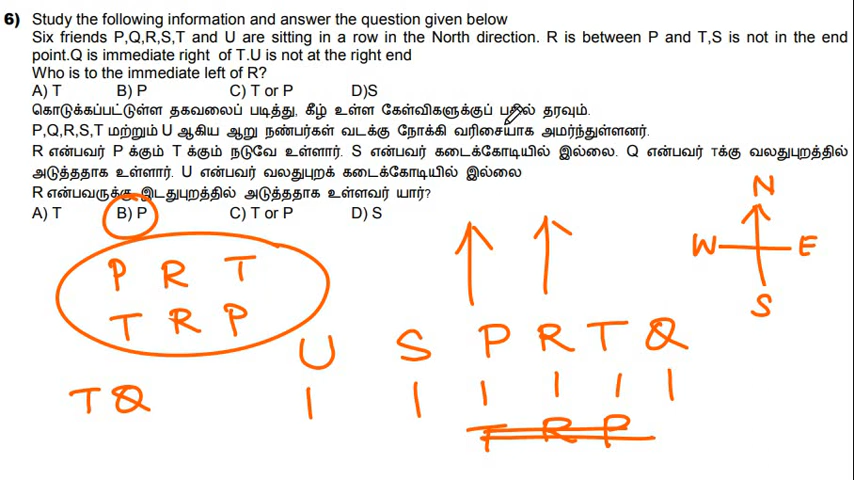 6) Study the following information and answer the question given below
Six friends P,Q,R,S,T and U are sitting in a row in the North direction. R is between P and T,S is not in the end
point.Q is immediate right of T.U is not at the right end
Who is to the immediate left of R?
A) T B) P C) T or P D)S
கொடுக்கப்பட்டுள்ள தகவலைப் படித்து, கீழ் உள்ள கேள்விகளுக்குப் பதில் தரவும்.
P,Q,R,S,T மற்றும் U ஆகிய ஆறு நண்பர்கள் வடக்கு நோக்கி வரிசையாக அமர்ந்துள்ளனர்.
R என்பவர் P க்கும் T க்கும் நடுவே உள்ளார். S என்பவர் கடைக்கோடியில் இல்லை. Q என்பவர் Tக்கு வலதுபுறத்தில்
அடுத்ததாக உள்ளார். U என்பவர் வலதுபுறக் கடைக்கோடியில் இல்லை
R என்பவருக்கு இடதுபுறத்தில் அடுத்ததாக உள்ளவர் யார்?
A) T B) P C) T or P D) S
N
W E
S
P R T
T R P
U S P R T Q
T Q
T R P